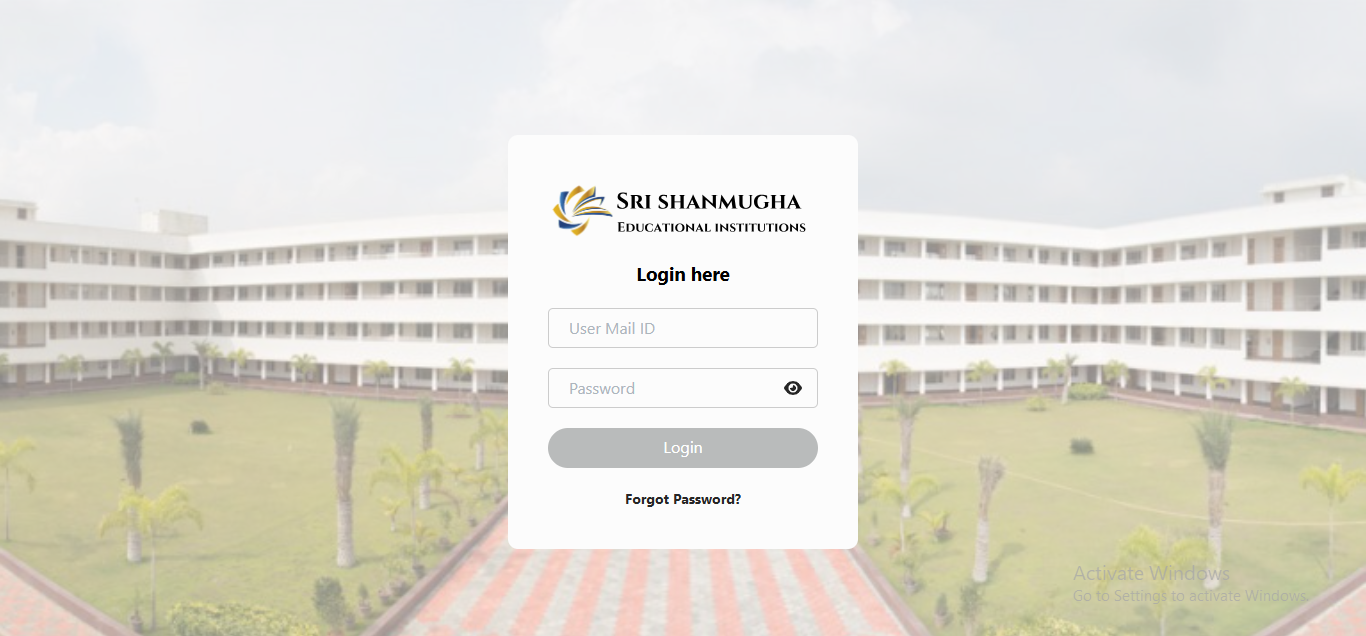 SRI SHANMUGHA
EDUCATIONAL INSTITUTIONS
Login here
User Mail ID
Password
Login
Forgot Password?
Activate Windows
Go to Settings to activate Windows.